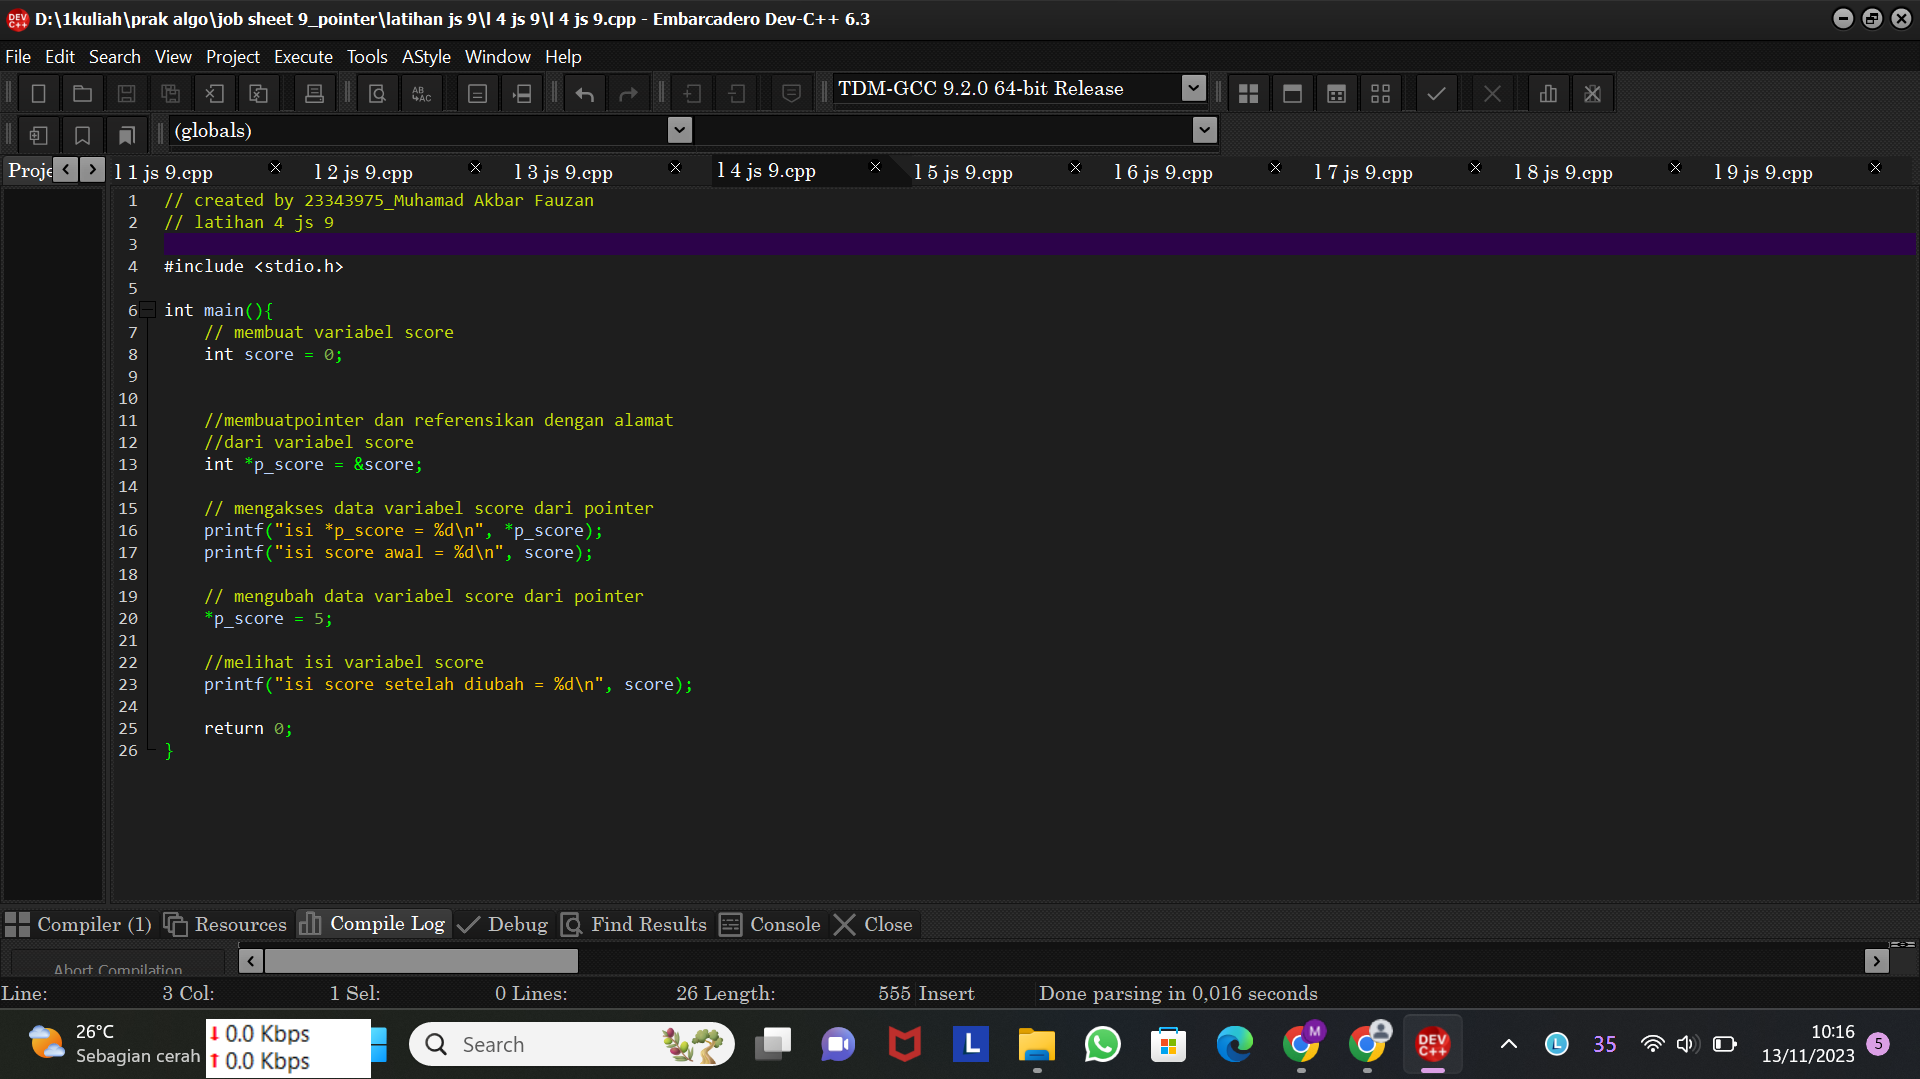 D:\1kuliah\prak algo\job sheet 9_pointer\latihan js 9\l 4 js 9\l 4 js 9.cpp - Embarcadero Dev-C++ 6.3
File Edit Search View Project Execute Tools AStyle Window Help
TDM-GCC 9.2.0 64-bit Release
(globals)
Proje l 1 js 9.cpp l 2 js 9.cpp l 3 js 9.cpp l 4 js 9.cpp l 5 js 9.cpp l 6 js 9.cpp l 7 js 9.cpp l 8 js 9.cpp l 9 js 9.cpp
1 // created by 23343975_Muhamad Akbar Fauzan
2 // latihan 4 js 9
3
4 #include <stdio.h>
5
6 int main(){
7 // membuat variabel score
8 int score = 0;
9
10
11 //membuatpointer dan referensikan dengan alamat
12 //dari variabel score
13 int *p_score = &score;
14
15 // mengakses data variabel score dari pointer
16 printf("isi *p_score = %d\n", *p_score);
17 printf("isi score awal = %d\n", score);
18
19 // mengubah data variabel score dari pointer
20 *p_score = 5;
21
22 //melihat isi variabel score
23 printf("isi score setelah diubah = %d\n", score);
24
25 return 0;
26 }
Compiler (1) Resources Compile Log Debug Find Results Console Close
Abort Compilation
Line: 3 Col: 1 Sel: 0 Lines: 26 Length: 555 Insert Done parsing in 0,016 seconds
26°C
Sebagian cerah
0.0 Kbps
0.0 Kbps
Search
L
M
DEV
C++
L
35
10:16
13/11/2023
5